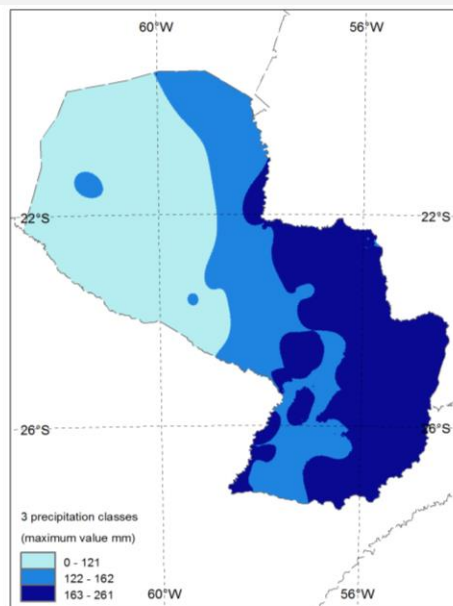 60°W 56°W
22°S 22°S
26°S 26°S
3 precipitation classes
(maximum value mm)
0 - 121
122 - 162
163 - 261
60°W 56°W